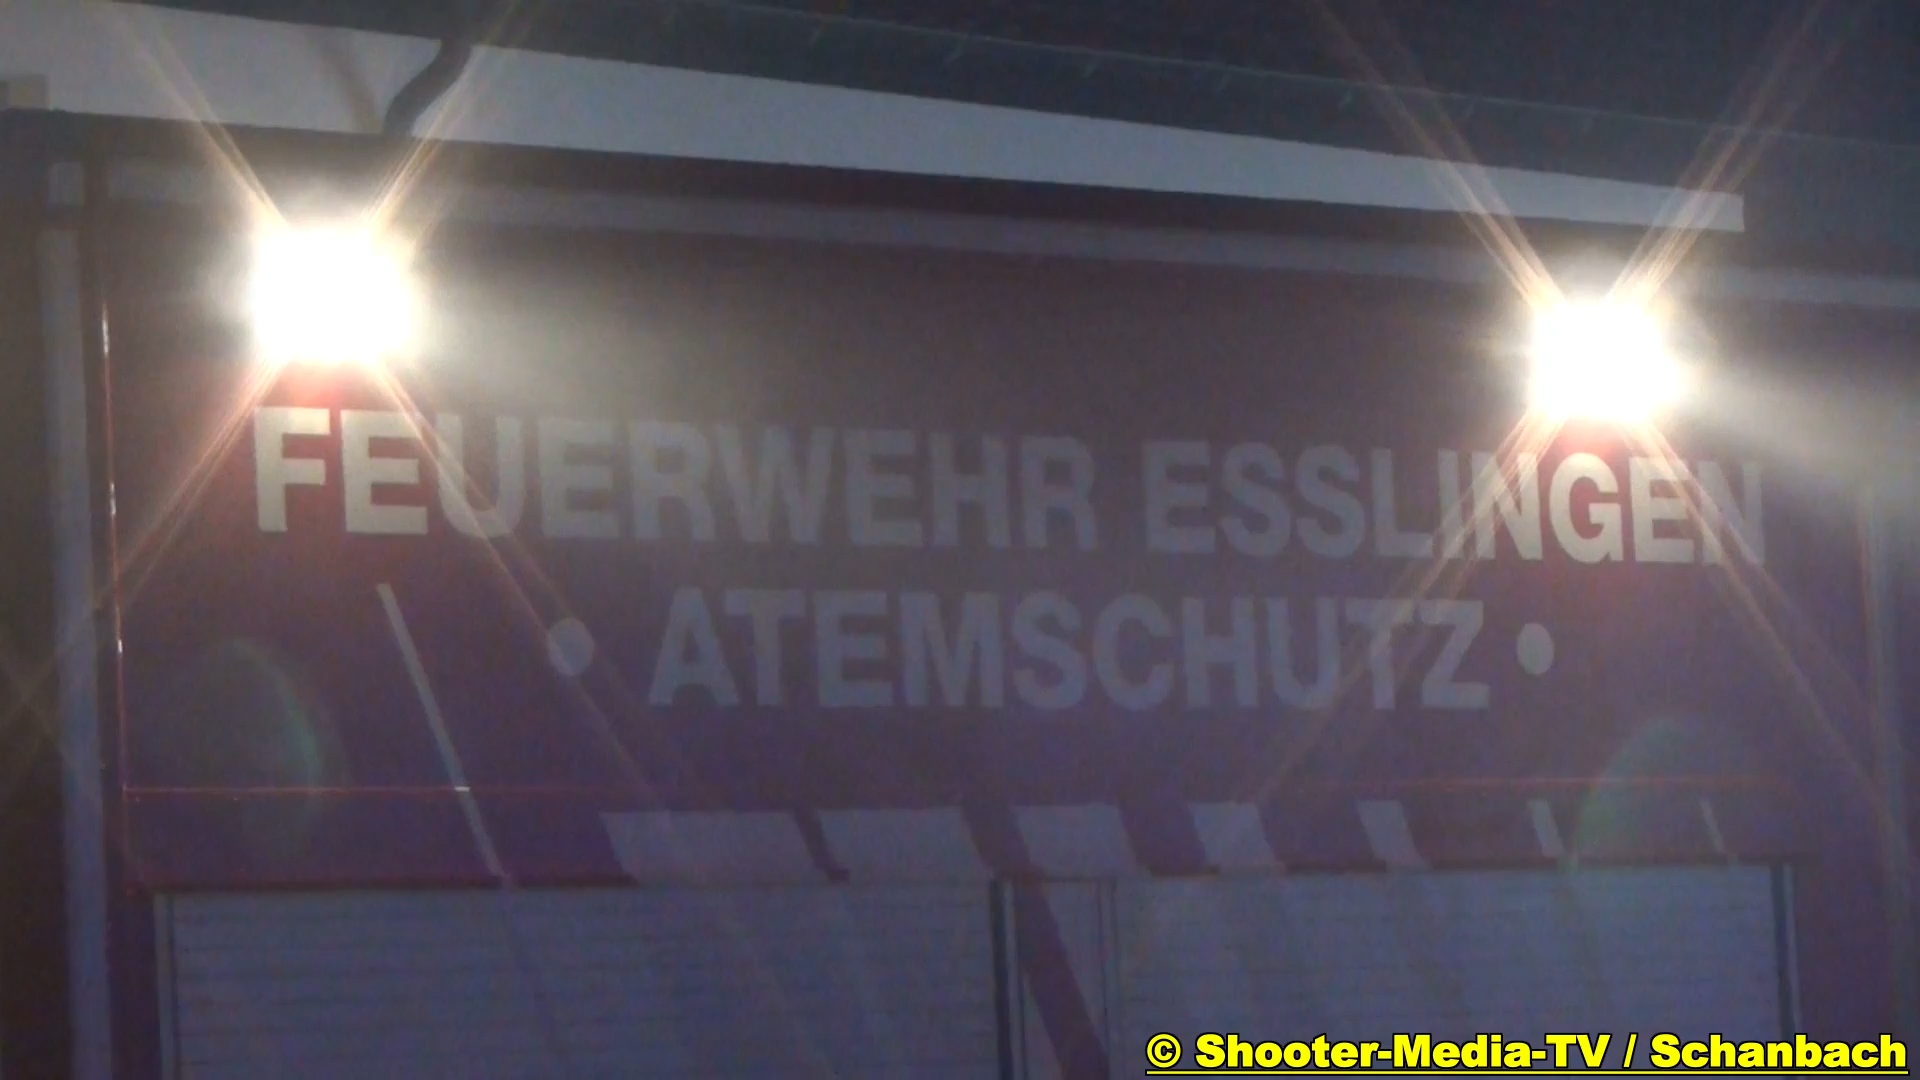 FEUERWEHR ESSLINGEN
• ATEMSCHUTZ •
© Shooter-Media-TV / Schanbach